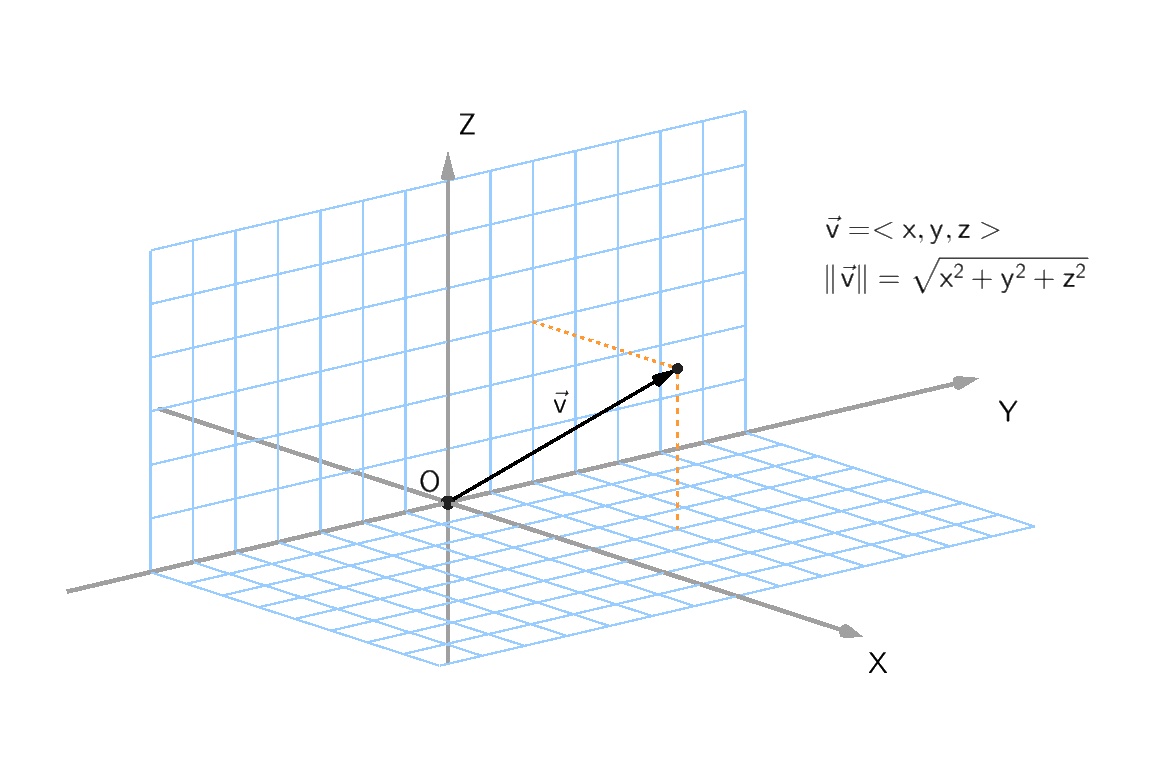 Z
v⃗ =< x, y, z >
‖v⃗‖ = √(x² + y² + z²)
v⃗
Y
O
X